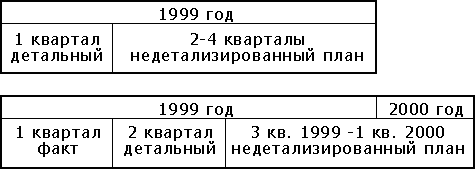 1999 год
1 квартал 2-4 кварталы
детальный недетализированный план
1999 год 2000 год
1 квартал 2 квартал 3 кв. 1999 -1 кв. 2000
факт детальный недетализированный план